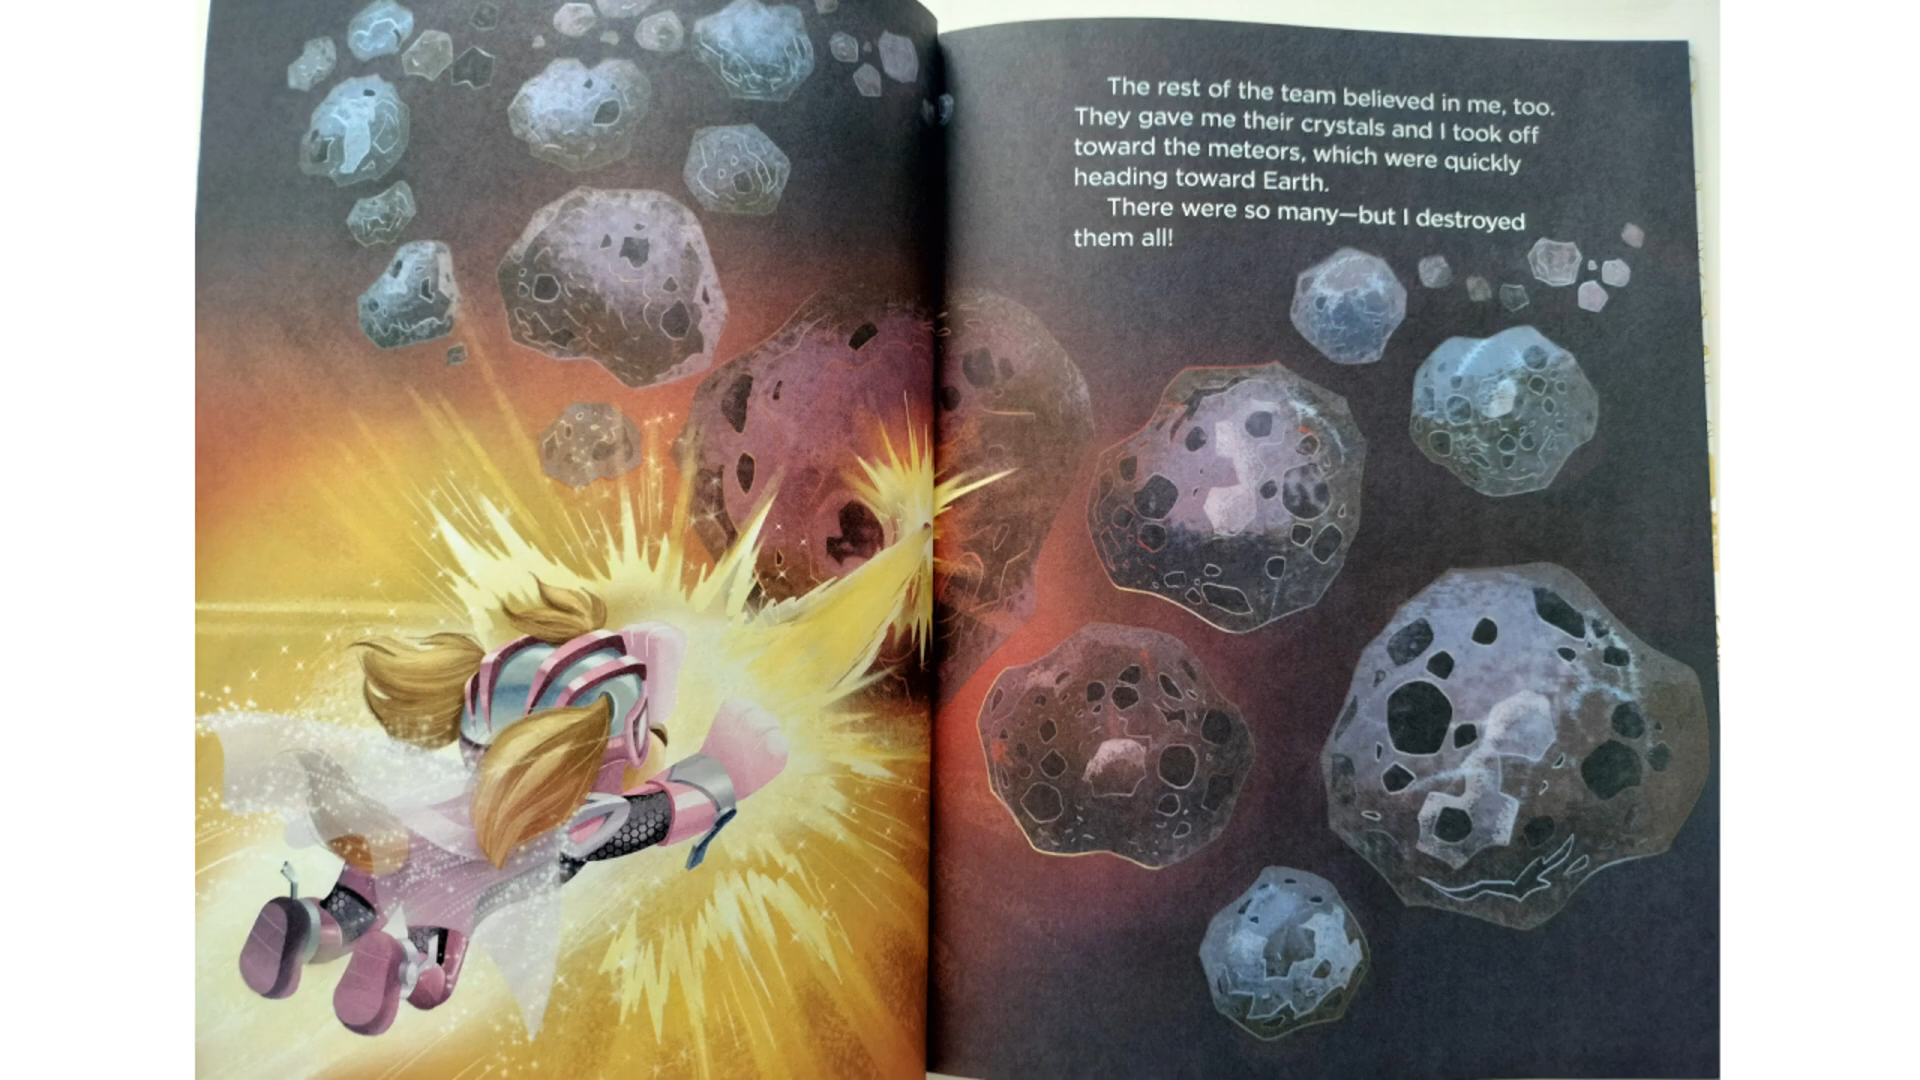 The rest of the team believed in me, too.
They gave me their crystals and I took off
toward the meteors, which were quickly
heading toward Earth.
There were so many—but I destroyed
them all!